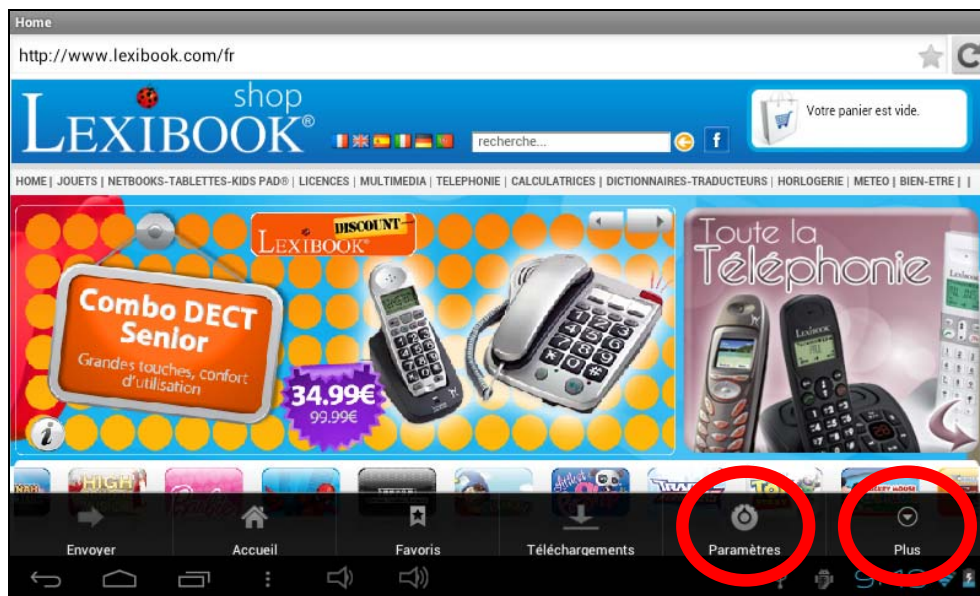 Home
http://www.lexibook.com/fr
shop
LEXIBOOK®
recherche...
f
Votre panier est vide.
HOME | JOUETS | NETBOOKS-TABLETTES-KIDS PAD® | LICENCES | MULTIMEDIA | TELEPHONIE | CALCULATRICES | DICTIONNAIRES-TRADUCTEURS | HORLOGERIE | METEO | BIEN-ETRE | |
DISCOUNT
LEXIBOOK®
Combo DECT
Senior
Grandes touches, confort
d'utilisation
34.99€
99.99€
i
Toute la
Téléphonie
HIGH
Envoyer
Accueil
Favoris
Téléchargements
Paramètres
Plus